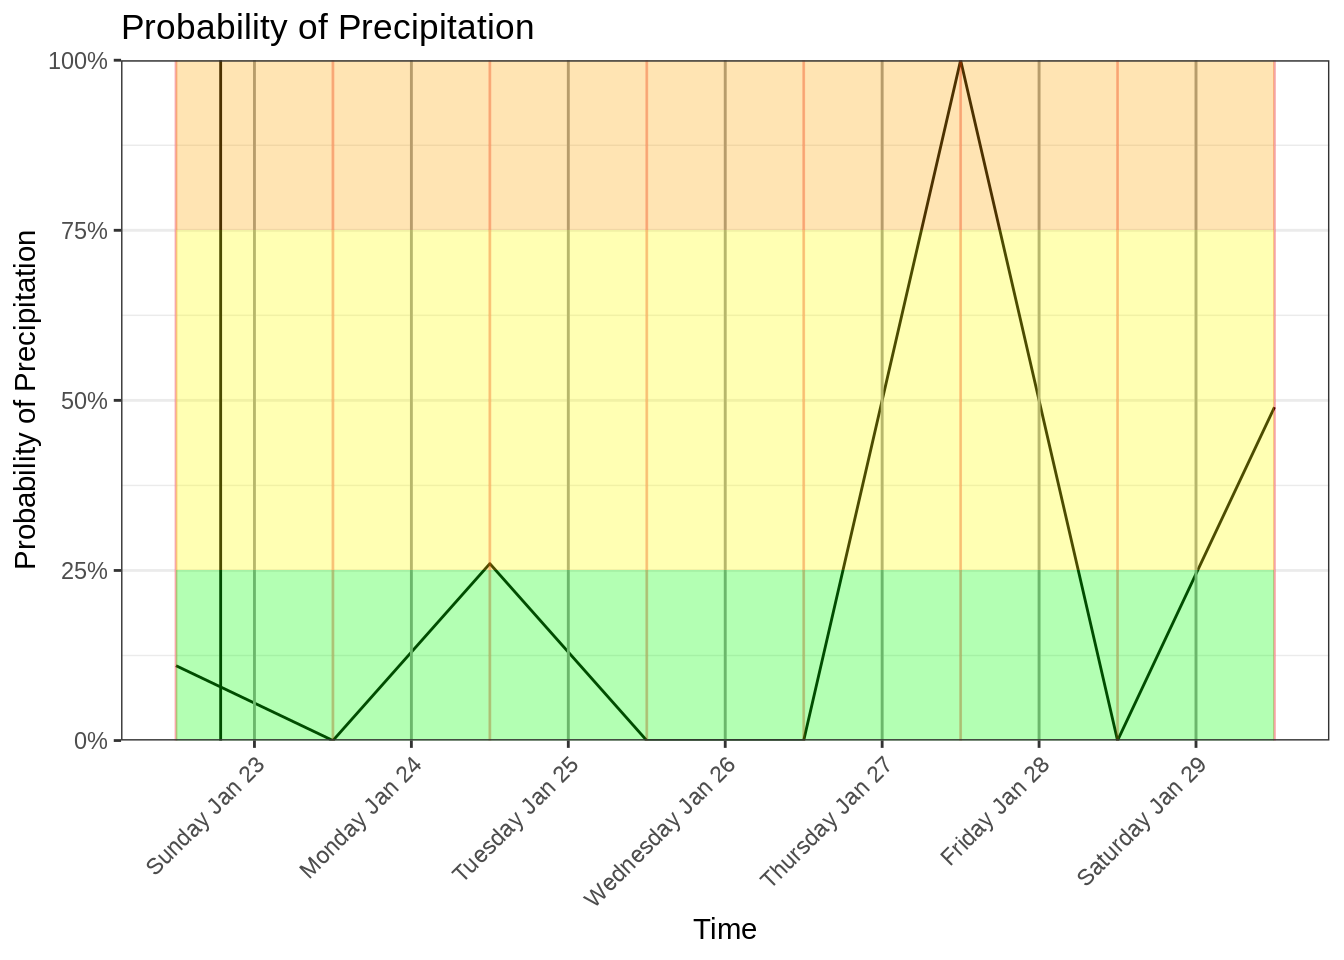 Probability of Precipitation
Probability of Precipitation
100%
75%
50%
25%
0%
Sunday Jan 23
Monday Jan 24
Tuesday Jan 25
Wednesday Jan 26
Thursday Jan 27
Friday Jan 28
Saturday Jan 29
Time